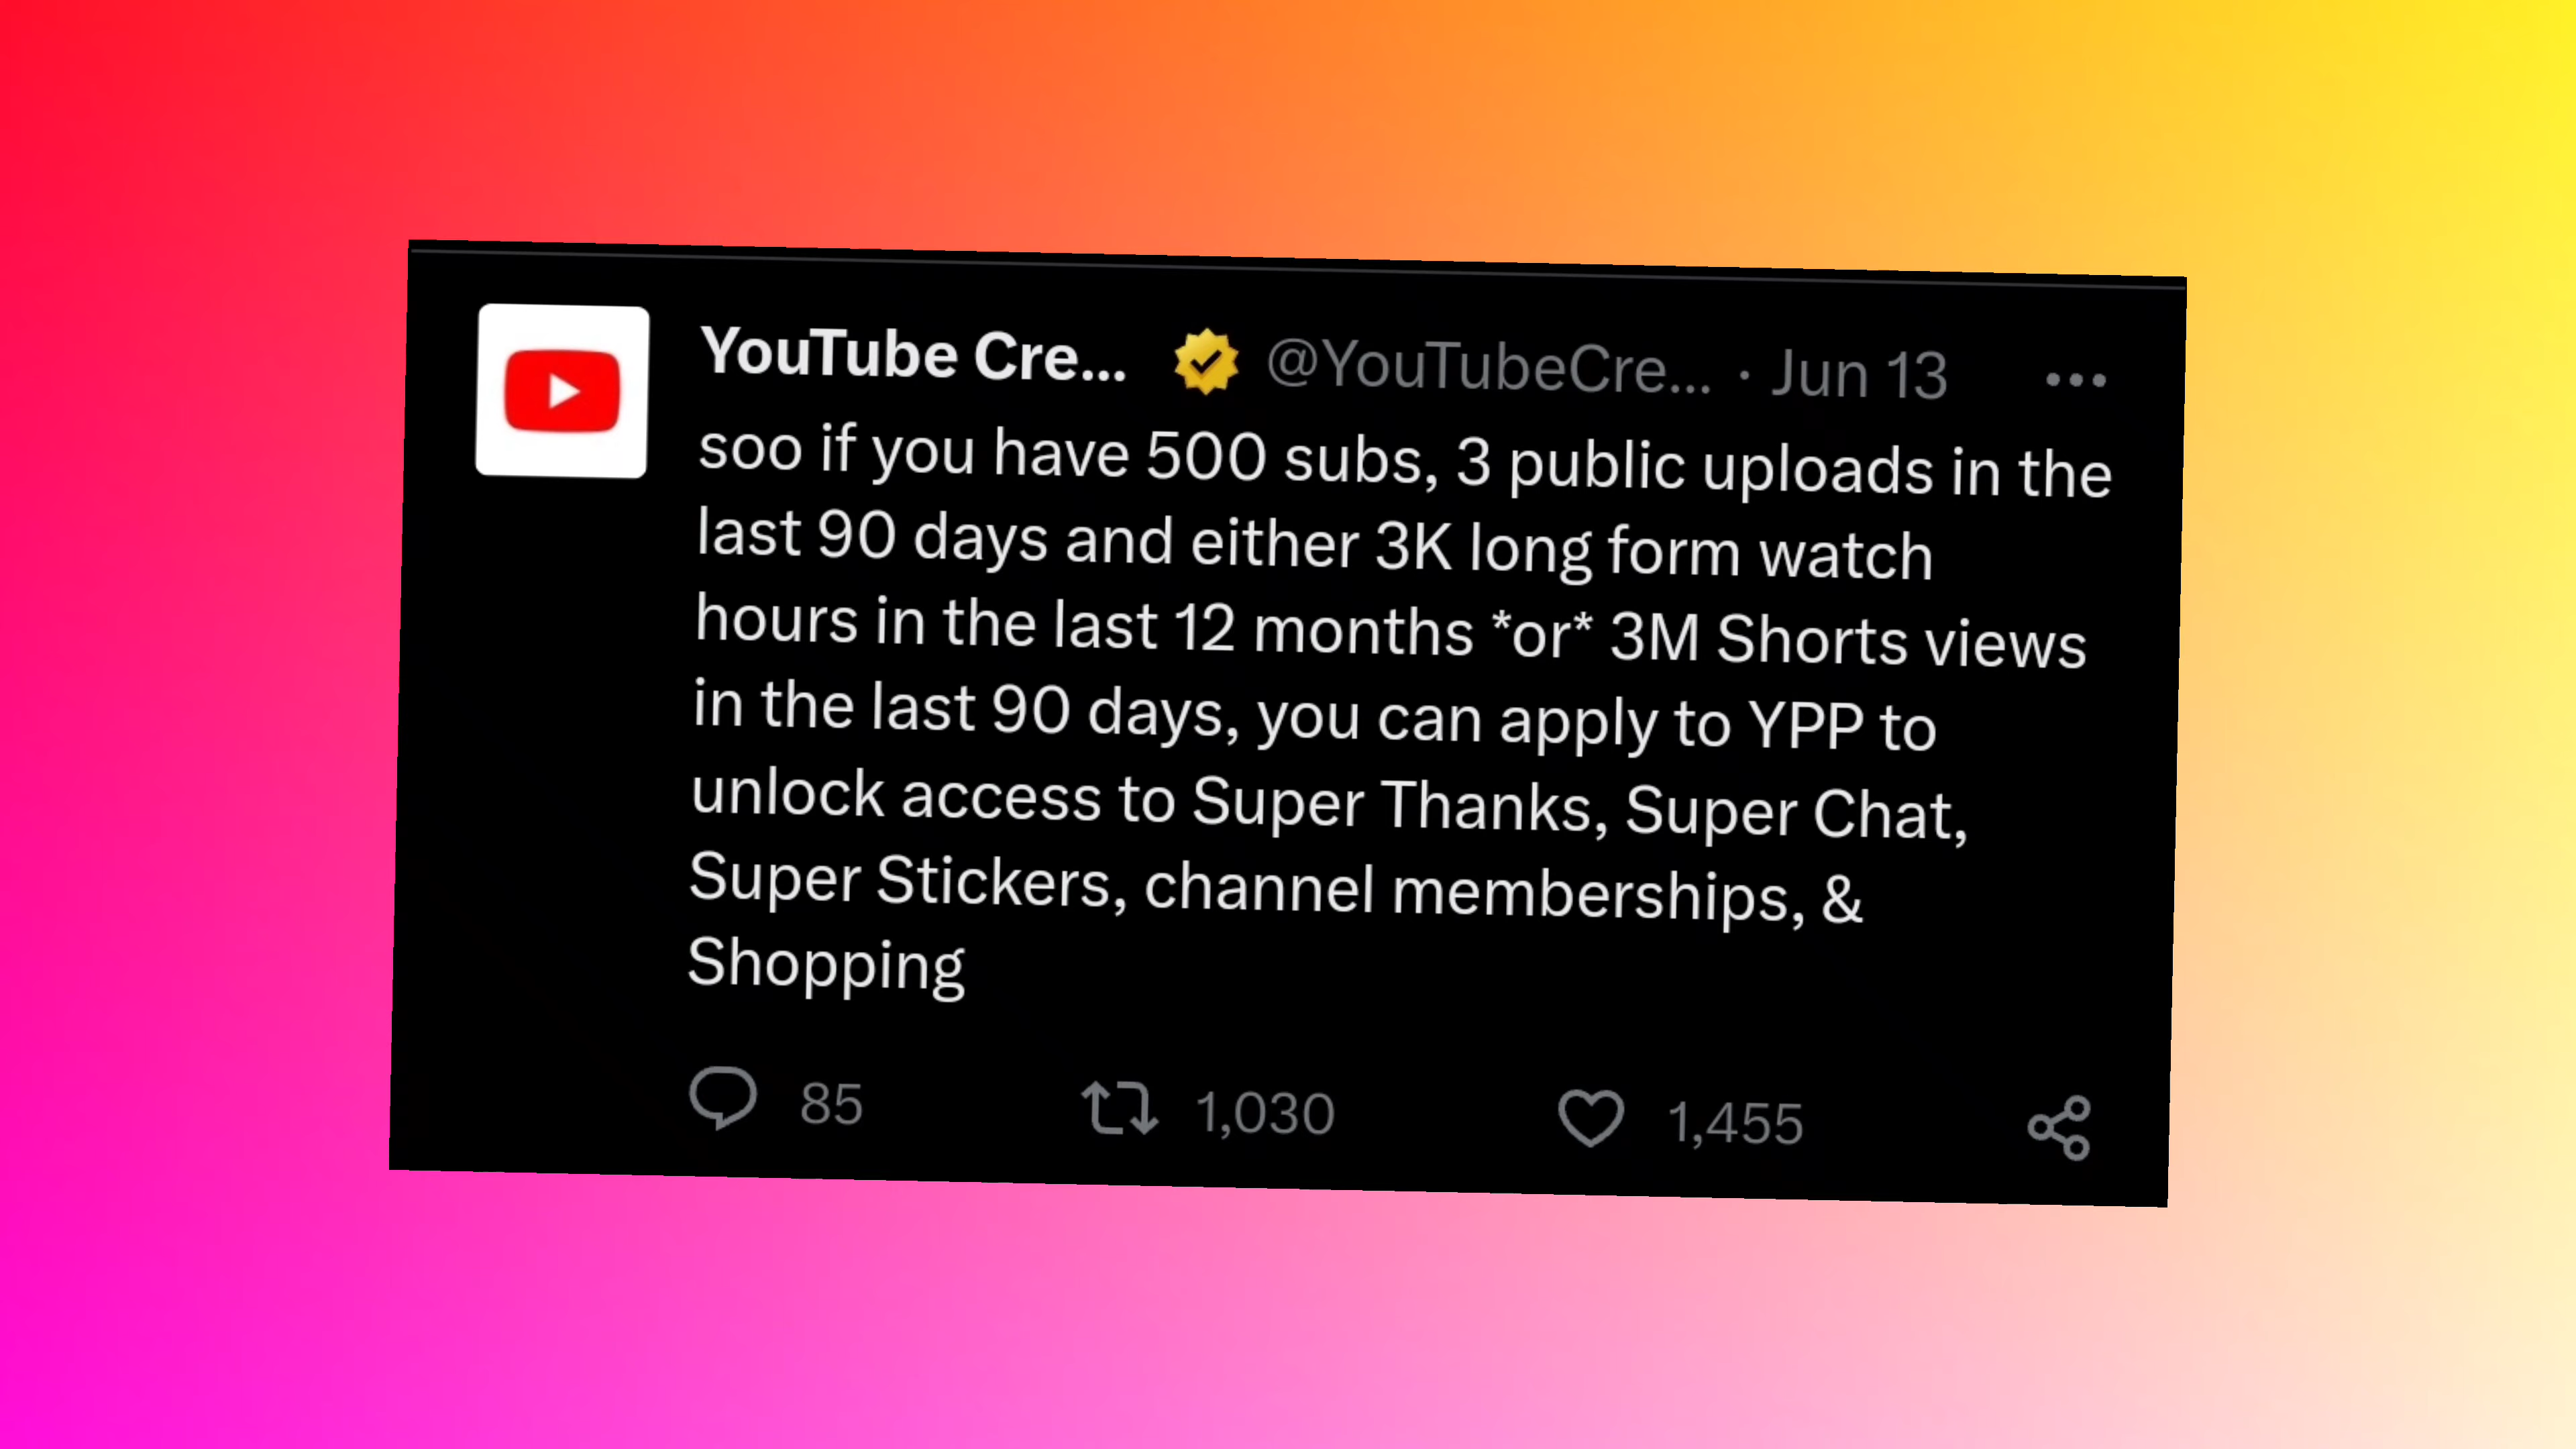 YouTube Cre... @YouTubeCre... · Jun 13
soo if you have 500 subs, 3 public uploads in the
last 90 days and either 3K long form watch
hours in the last 12 months *or* 3M Shorts views
in the last 90 days, you can apply to YPP to
unlock access to Super Thanks, Super Chat,
Super Stickers, channel memberships, &
Shopping
85 1,030 1,455